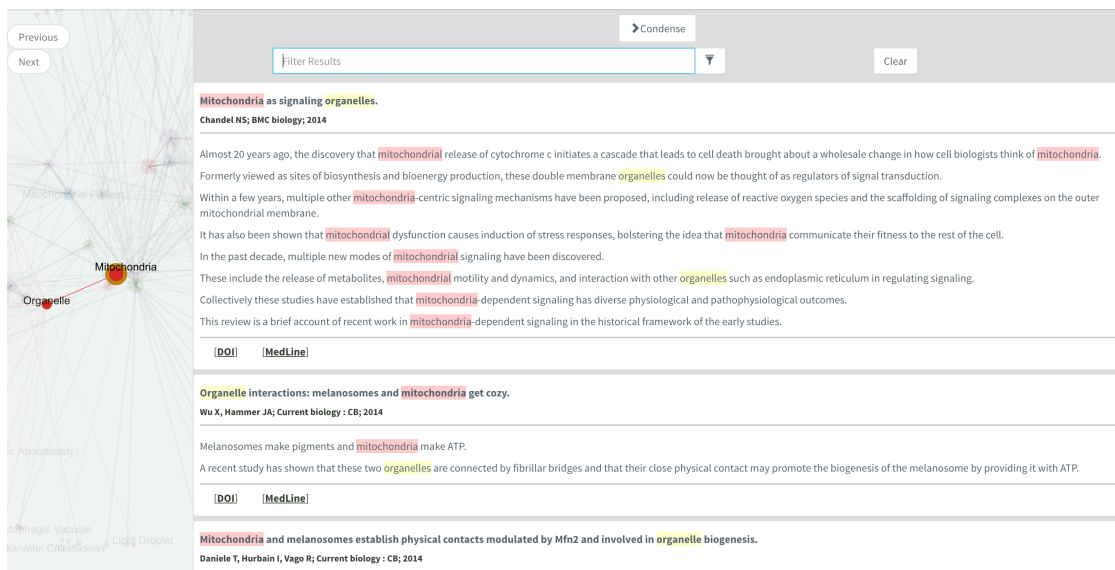 Previous
Next
Condense
Filter Results
Clear
Mitochondrial Protein
Mitochondria
Organelle
c Abnormality)
Lipid Droplet
Mitochondria as signaling organelles.
Chandel NS; BMC biology; 2014
Almost 20 years ago, the discovery that mitochondrial release of cytochrome c initiates a cascade that leads to cell death brought about a wholesale change in how cell biologists think of mitochondria.
Formerly viewed as sites of biosynthesis and bioenergy production, these double membrane organelles could now be thought of as regulators of signal transduction.
Within a few years, multiple other mitochondria-centric signaling mechanisms have been proposed, including release of reactive oxygen species and the scaffolding of signaling complexes on the outer
mitochondrial membrane.
It has also been shown that mitochondrial dysfunction causes induction of stress responses, bolstering the idea that mitochondria communicate their fitness to the rest of the cell.
In the past decade, multiple new modes of mitochondrial signaling have been discovered.
These include the release of metabolites, mitochondrial motility and dynamics, and interaction with other organelles such as endoplasmic reticulum in regulating signaling.
Collectively these studies have established that mitochondria-dependent signaling has diverse physiological and pathophysiological outcomes.
This review is a brief account of recent work in mitochondria-dependent signaling in the historical framework of the early studies.
[DOI] [MedLine]
Organelle interactions: melanosomes and mitochondria get cozy.
Wu X, Hammer JA; Current biology : CB; 2014
Melanosomes make pigments and mitochondria make ATP.
A recent study has shown that these two organelles are connected by fibrillar bridges and that their close physical contact may promote the biogenesis of the melanosome by providing it with ATP.
[DOI] [MedLine]
Mitochondria and melanosomes establish physical contacts modulated by Mfn2 and involved in organelle biogenesis.
Daniele T, Hurbain I, Vago R; Current biology : CB; 2014